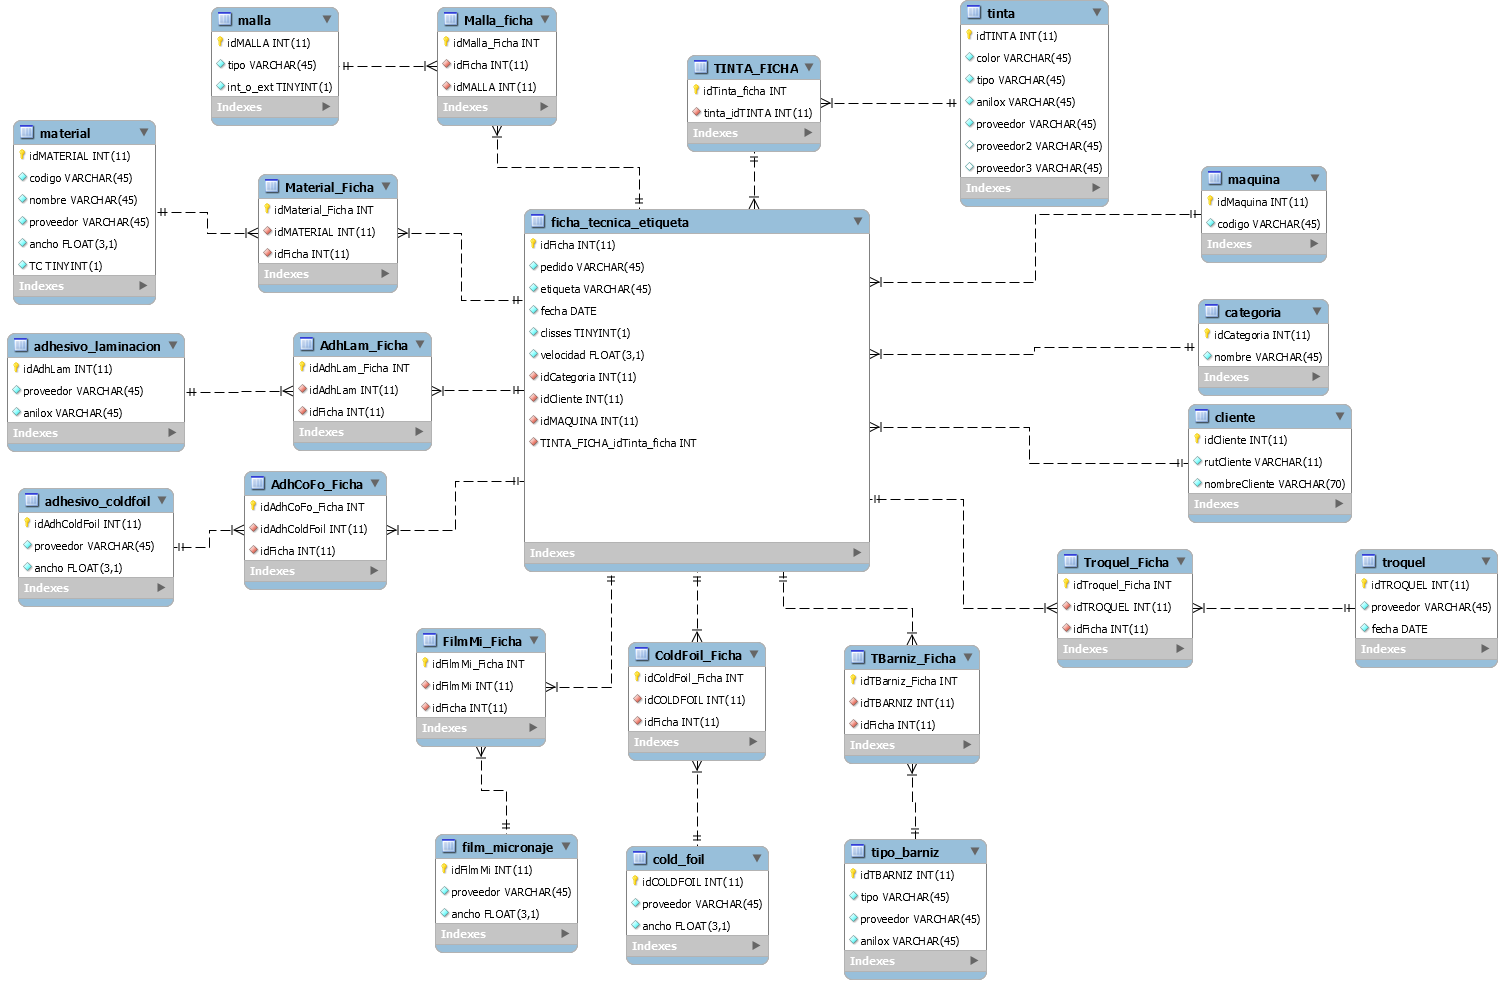 malla
idMALLA INT(11)
tipo VARCHAR(45)
int_o_ext TINYINT(1)
Indexes
Malla_ficha
idMalla_Ficha INT
idFicha INT(11)
idMALLA INT(11)
Indexes
TINTA_FICHA
idTinta_ficha INT
tinta_idTINTA INT(11)
Indexes
tinta
idTINTA INT(11)
color VARCHAR(45)
tipo VARCHAR(45)
anilox VARCHAR(45)
proveedor VARCHAR(45)
proveedor2 VARCHAR(45)
proveedor3 VARCHAR(45)
Indexes
material
idMATERIAL INT(11)
codigo VARCHAR(45)
nombre VARCHAR(45)
proveedor VARCHAR(45)
ancho FLOAT(3,1)
TC TINYINT(1)
Indexes
Material_Ficha
idMaterial_Ficha INT
idMATERIAL INT(11)
idFicha INT(11)
Indexes
ficha_tecnica_etiqueta
idFicha INT(11)
pedido VARCHAR(45)
etiqueta VARCHAR(45)
fecha DATE
clisses TINYINT(1)
velocidad FLOAT(3,1)
idCategoria INT(11)
idCliente INT(11)
idMAQUINA INT(11)
TINTA_FICHA_idTinta_ficha INT
Indexes
maquina
idMaquina INT(11)
codigo VARCHAR(45)
Indexes
categoria
idCategoria INT(11)
nombre VARCHAR(45)
Indexes
cliente
idCliente INT(11)
rutCliente VARCHAR(11)
nombreCliente VARCHAR(70)
Indexes
adhesivo_laminacion
idAdhLam INT(11)
proveedor VARCHAR(45)
anilox VARCHAR(45)
Indexes
AdhLam_Ficha
idAdhLam_Ficha INT
idAdhLam INT(11)
idFicha INT(11)
Indexes
adhesivo_coldfoil
idAdhColdFoil INT(11)
proveedor VARCHAR(45)
ancho FLOAT(3,1)
Indexes
AdhCoFo_Ficha
idAdhCoFo_Ficha INT
idAdhColdFoil INT(11)
idFicha INT(11)
Indexes
Troquel_Ficha
idTroquel_Ficha INT
idTROQUEL INT(11)
idFicha INT(11)
Indexes
troquel
idTROQUEL INT(11)
proveedor VARCHAR(45)
fecha DATE
Indexes
FilmMi_Ficha
idFilmMi_Ficha INT
idFilmMi INT(11)
idFicha INT(11)
Indexes
ColdFoil_Ficha
idColdFoil_Ficha INT
idCOLDFOIL INT(11)
idFicha INT(11)
Indexes
TBarniz_Ficha
idTBarniz_Ficha INT
idTBARNIZ INT(11)
idFicha INT(11)
Indexes
film_micronaje
idFilmMi INT(11)
proveedor VARCHAR(45)
ancho FLOAT(3,1)
Indexes
cold_foil
idCOLDFOIL INT(11)
proveedor VARCHAR(45)
ancho FLOAT(3,1)
Indexes
tipo_barniz
idTBARNIZ INT(11)
tipo VARCHAR(45)
proveedor VARCHAR(45)
anilox VARCHAR(45)
Indexes